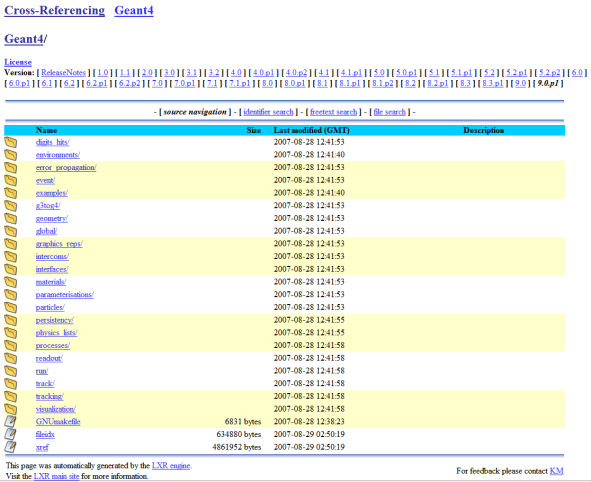 Cross-Referencing Geant4
Geant4/
License
Version: [ ReleaseNotes ] [ 1.0 ] [ 1.1 ] [ 2.0 ] [ 3.0 ] [ 3.1 ] [ 3.2 ] [ 4.0 ] [ 4.0.p1 ] [ 4.0.p2 ] [ 4.1 ] [ 4.1.p1 ] [ 5.0 ] [ 5.0.p1 ] [ 5.1 ] [ 5.1.p1 ] [ 5.2 ] [ 5.2.p1 ] [ 5.2.p2 ] [ 6.0 ]
[ 6.0.p1 ] [ 6.1 ] [ 6.2 ] [ 6.2.p1 ] [ 6.2.p2 ] [ 7.0 ] [ 7.0.p1 ] [ 7.1 ] [ 7.1.p1 ] [ 8.0 ] [ 8.0.p1 ] [ 8.1 ] [ 8.1.p1 ] [ 8.1.p2 ] [ 8.2 ] [ 8.2.p1 ] [ 8.3 ] [ 8.3.p1 ] [ 9.0 ] [ 9.0.p1 ]
- [ source navigation ] - [ identifier search ] - [ freetext search ] - [ file search ] -
Name Size Last modified (GMT) Description
digits_hits/ 2007-08-28 12:41:53
environments/ 2007-08-28 12:41:40
error_propagation/ 2007-08-28 12:41:53
event/ 2007-08-28 12:41:53
examples/ 2007-08-28 12:41:40
g3tog4/ 2007-08-28 12:41:53
geometry/ 2007-08-28 12:41:53
global/ 2007-08-28 12:41:53
graphics_reps/ 2007-08-28 12:41:53
intercoms/ 2007-08-28 12:41:53
interfaces/ 2007-08-28 12:41:53
materials/ 2007-08-28 12:41:53
parameterisations/ 2007-08-28 12:41:53
particles/ 2007-08-28 12:41:53
persistency/ 2007-08-28 12:41:55
physics_lists/ 2007-08-28 12:41:55
processes/ 2007-08-28 12:41:58
readout/ 2007-08-28 12:41:58
run/ 2007-08-28 12:41:58
track/ 2007-08-28 12:41:58
tracking/ 2007-08-28 12:41:58
visualization/ 2007-08-28 12:41:58
GNUmakefile 6831 bytes 2007-08-28 12:38:23
fileidx 634880 bytes 2007-08-29 02:50:19
xref 4861952 bytes 2007-08-29 02:50:19
This page was automatically generated by the LXR engine.
Visit the LXR main site for more information.
For feedback please contact KM